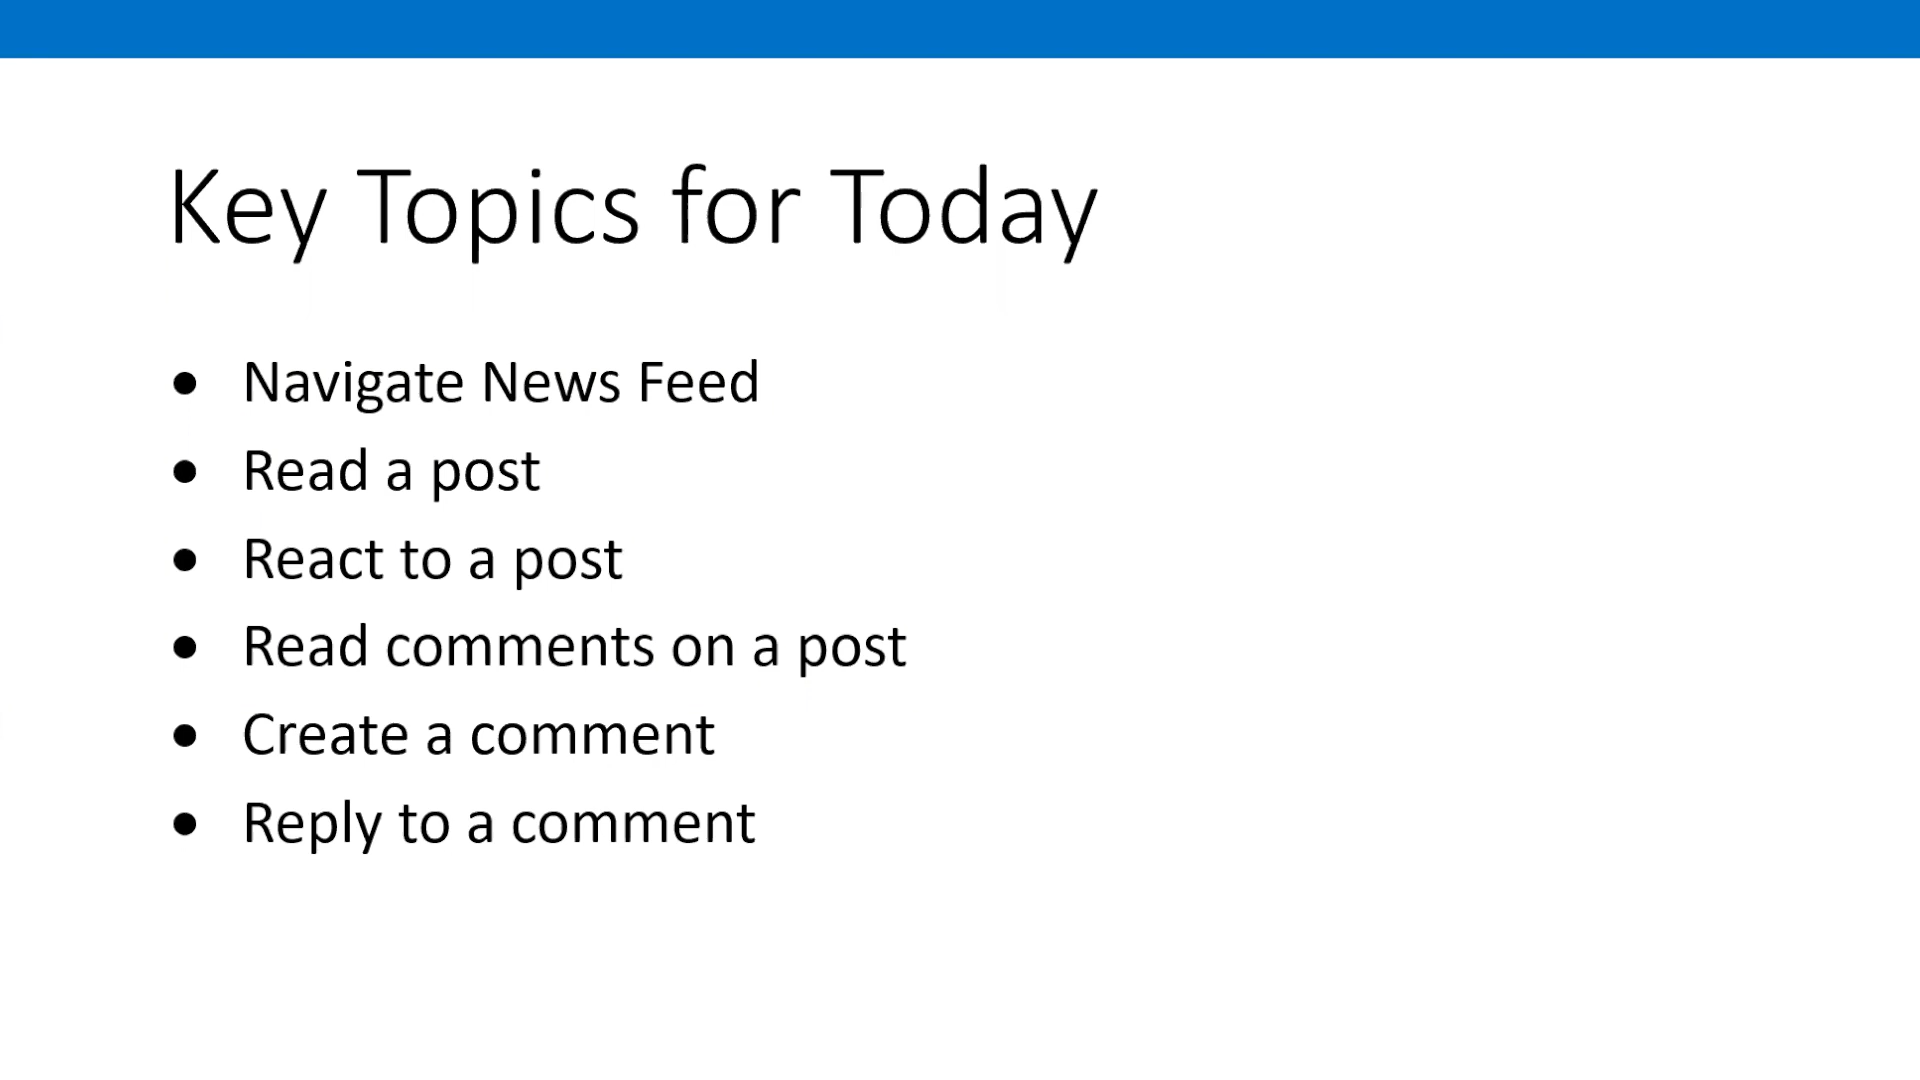 Key Topics for Today
● Navigate News Feed
● Read a post
● React to a post
● Read comments on a post
● Create a comment
● Reply to a comment